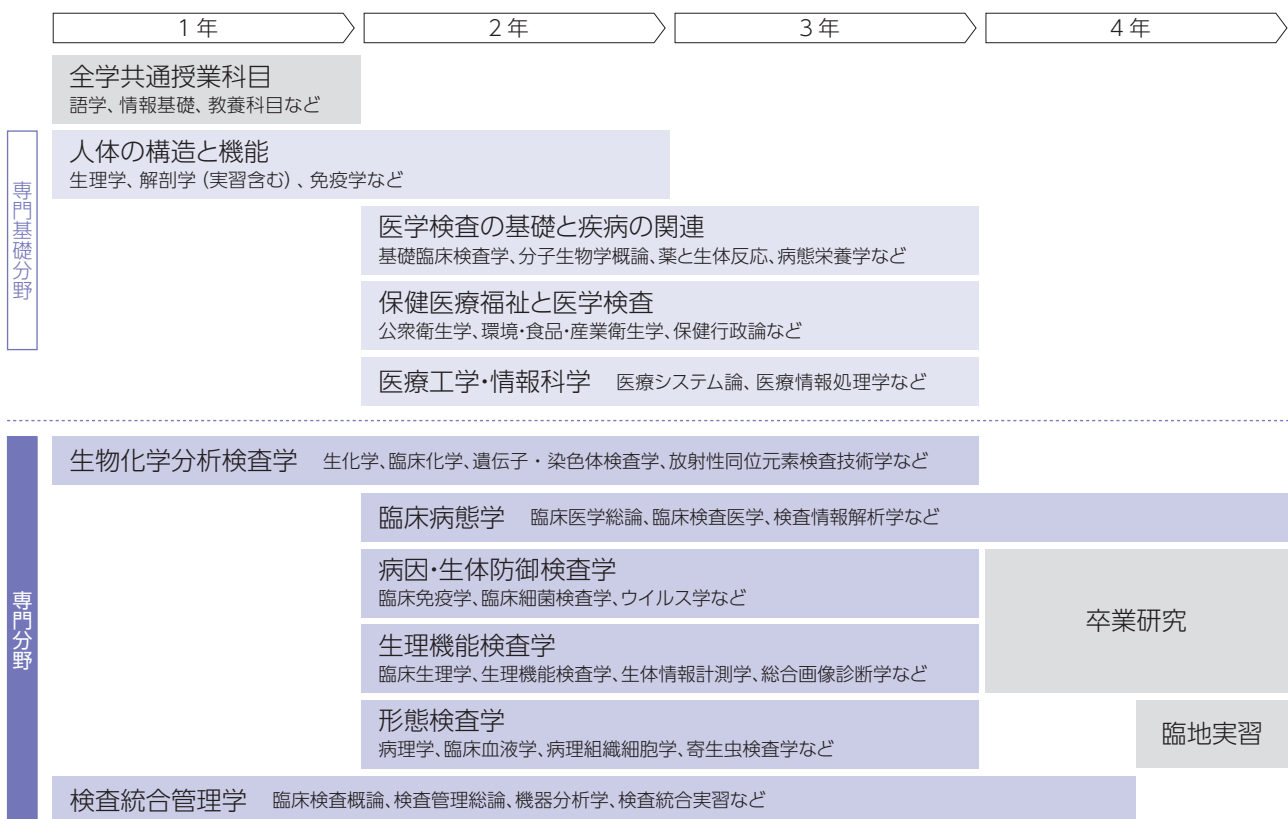 1年
2年
3年
4年
全学共通授業科目
語学、情報基礎、教養科目など
専門基礎分野
人体の構造と機能
生理学、解剖学（実習含む）、免疫学など
医学検査の基礎と疾病の関連
基礎臨床検査学、分子生物学概論、薬と生体反応、病態栄養学など
保健医療福祉と医学検査
公衆衛生学、環境・食品・産業衛生学、保健行政論など
医療工学・情報科学 医療システム論、医療情報処理学など
専門分野
生物化学分析検査学 生化学、臨床化学、遺伝子・染色体検査学、放射性同位元素検査技術学など
臨床病態学 臨床医学総論、臨床検査医学、検査情報解析学など
病因・生体防御検査学
臨床免疫学、臨床細菌検査学、ウイルス学など
卒業研究
生理機能検査学
臨床生理学、生理機能検査学、生体情報計測学、総合画像診断学など
形態検査学
病理学、臨床血液学、病理組織細胞学、寄生虫検査学など
臨地実習
検査統合管理学 臨床検査概論、検査管理総論、機器分析学、検査統合実習など